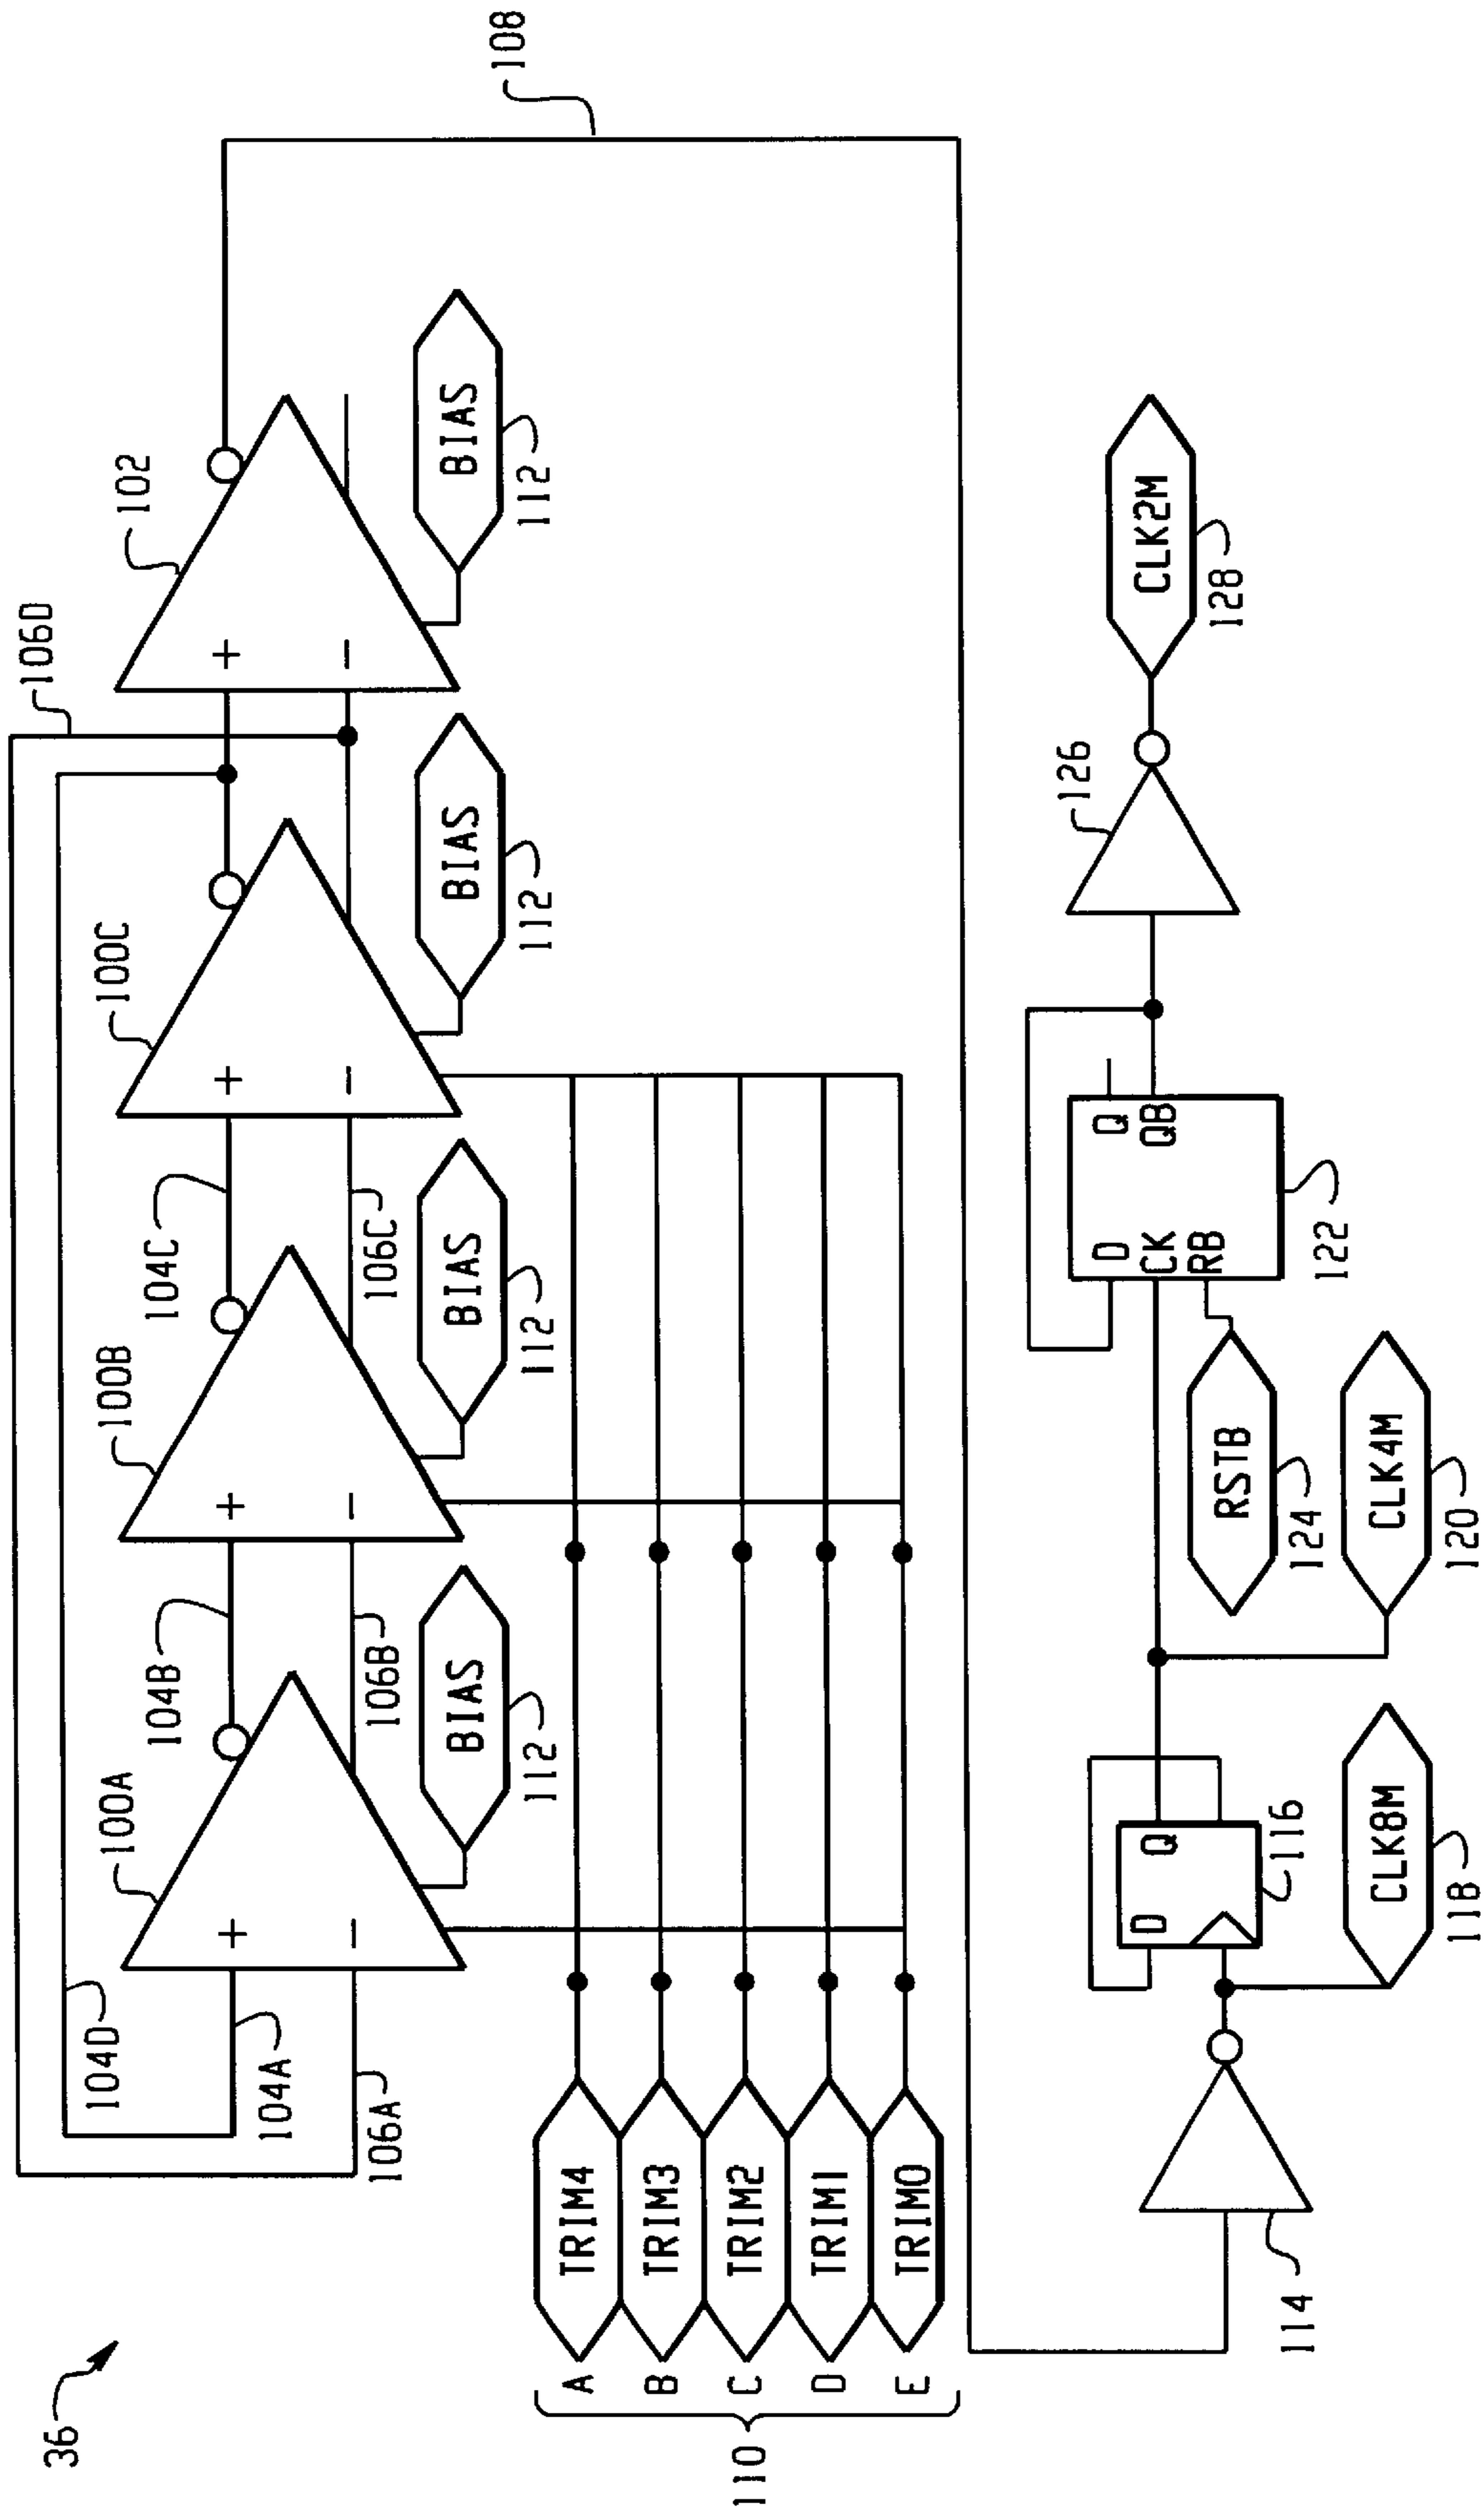 36
106D
108
100A
100B
100C
102
104D
104B
104C
104A
+
+
+
+
-
-
-
-
106A
106B
106C
BIAS
BIAS
BIAS
BIAS
112
112
112
112
110
A TRIM4
B TRIM3
C TRIM2
D TRIM1
E TRIM0
126
D Q
D Q
CK QB
RB
CLK2M
128
114
116
RSTB
124
122
CLK8M
CLK4M
118
120